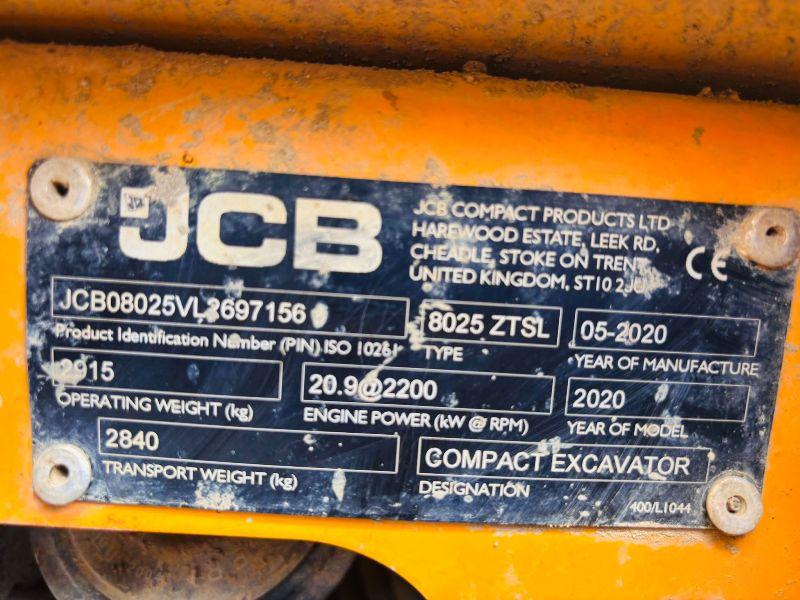 JCB
JCB COMPACT PRODUCTS LTD
HAREWOOD ESTATE, LEEK RD,
CHEADLE, STOKE ON TRENT
UNITED KINGDOM, ST10 2JU
CE
JCB08025VL2697156
Product Identification Number (PIN) ISO 10261
8025 ZTSL
TYPE
05-2020
YEAR OF MANUFACTURE
2915
OPERATING WEIGHT (kg)
20.9@2200
ENGINE POWER (kW @ RPM)
2020
YEAR OF MODEL
2840
TRANSPORT WEIGHT (kg)
COMPACT EXCAVATOR
DESIGNATION
400/L1044